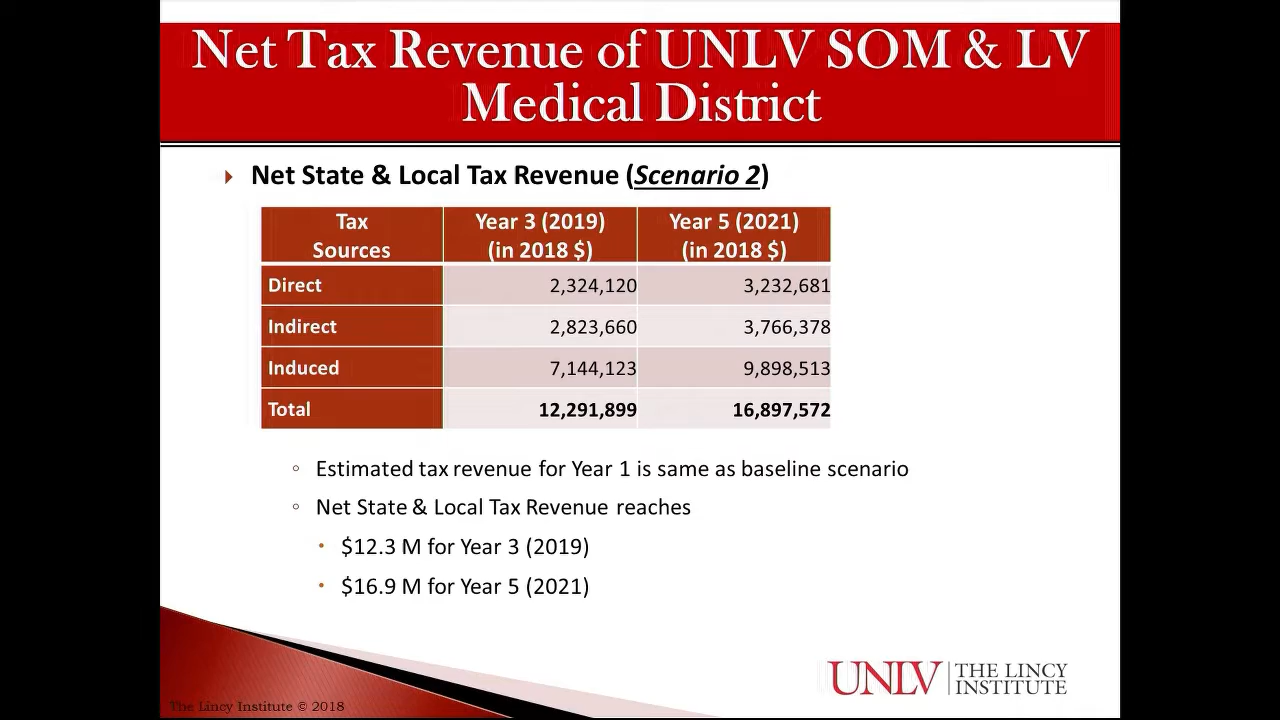 Net Tax Revenue of UNLV SOM & LV
Medical District
Net State & Local Tax Revenue (Scenario 2)
Tax Sources Year 3 (2019) (in 2018 $) Year 5 (2021) (in 2018 $)
Direct 2,324,120 3,232,681
Indirect 2,823,660 3,766,378
Induced 7,144,123 9,898,513
Total 12,291,899 16,897,572
Estimated tax revenue for Year 1 is same as baseline scenario
Net State & Local Tax Revenue reaches
$12.3 M for Year 3 (2019)
$16.9 M for Year 5 (2021)
UNLV THE LINCY INSTITUTE
The Lincy Institute © 2018